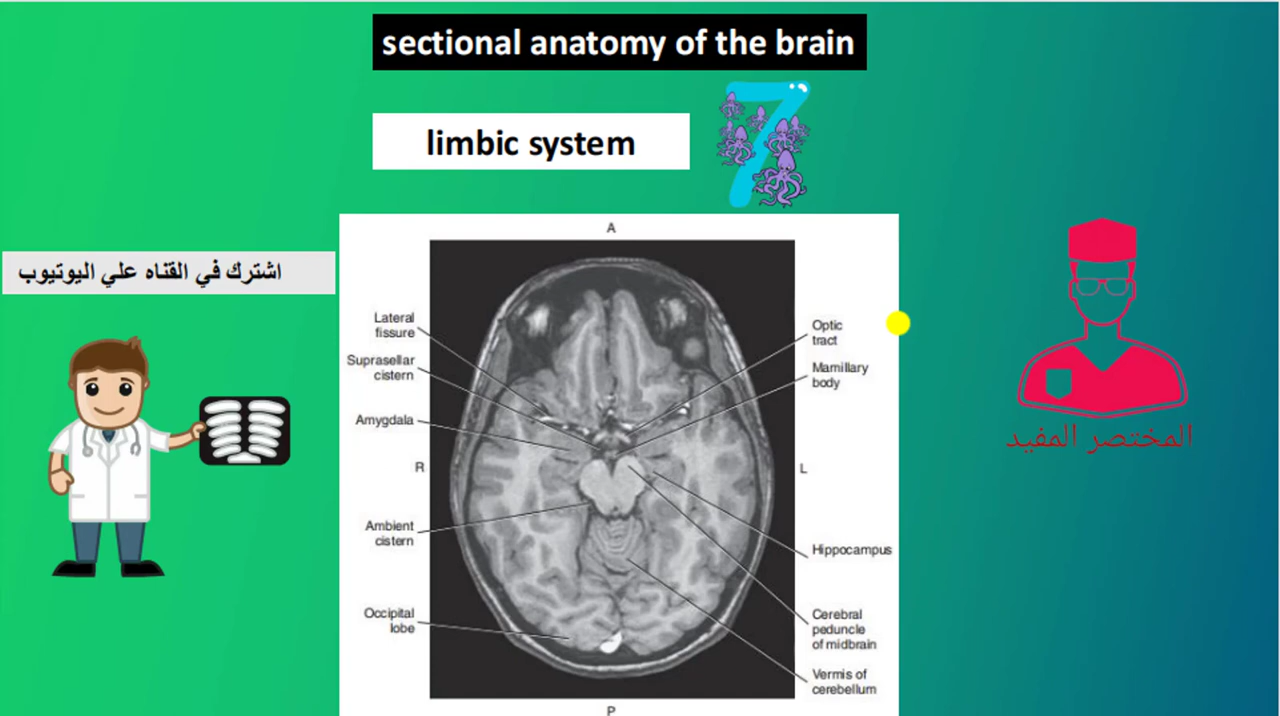 sectional anatomy of the brain
limbic system
7
اشترك في القناه علي اليوتيوب
A
Lateral
fissure
Suprasellar
cistern
Amygdala
R
Ambient
cistern
Occipital
lobe
Optic
tract
Mamillary
body
L
Hippocampus
Cerebral
peduncle
of midbrain
Vermis of
cerebellum
P
المختصر المفيد